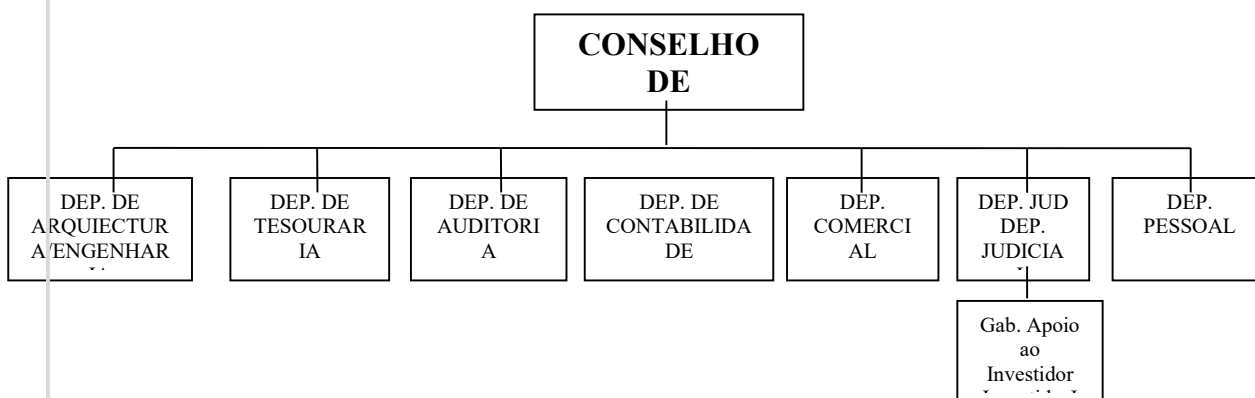 CONSELHO
DE
DEP. DE
ARQUIECTUR
A/ENGENHAR
DEP. DE
TESOURAR
IA
DEP. DE
AUDITORI
A
DEP. DE
CONTABILIDA
DE
DEP.
COMERCI
AL
DEP. JUD
DEP.
JUDICIA
DEP.
PESSOAL
Gab. Apoio
ao
Investidor